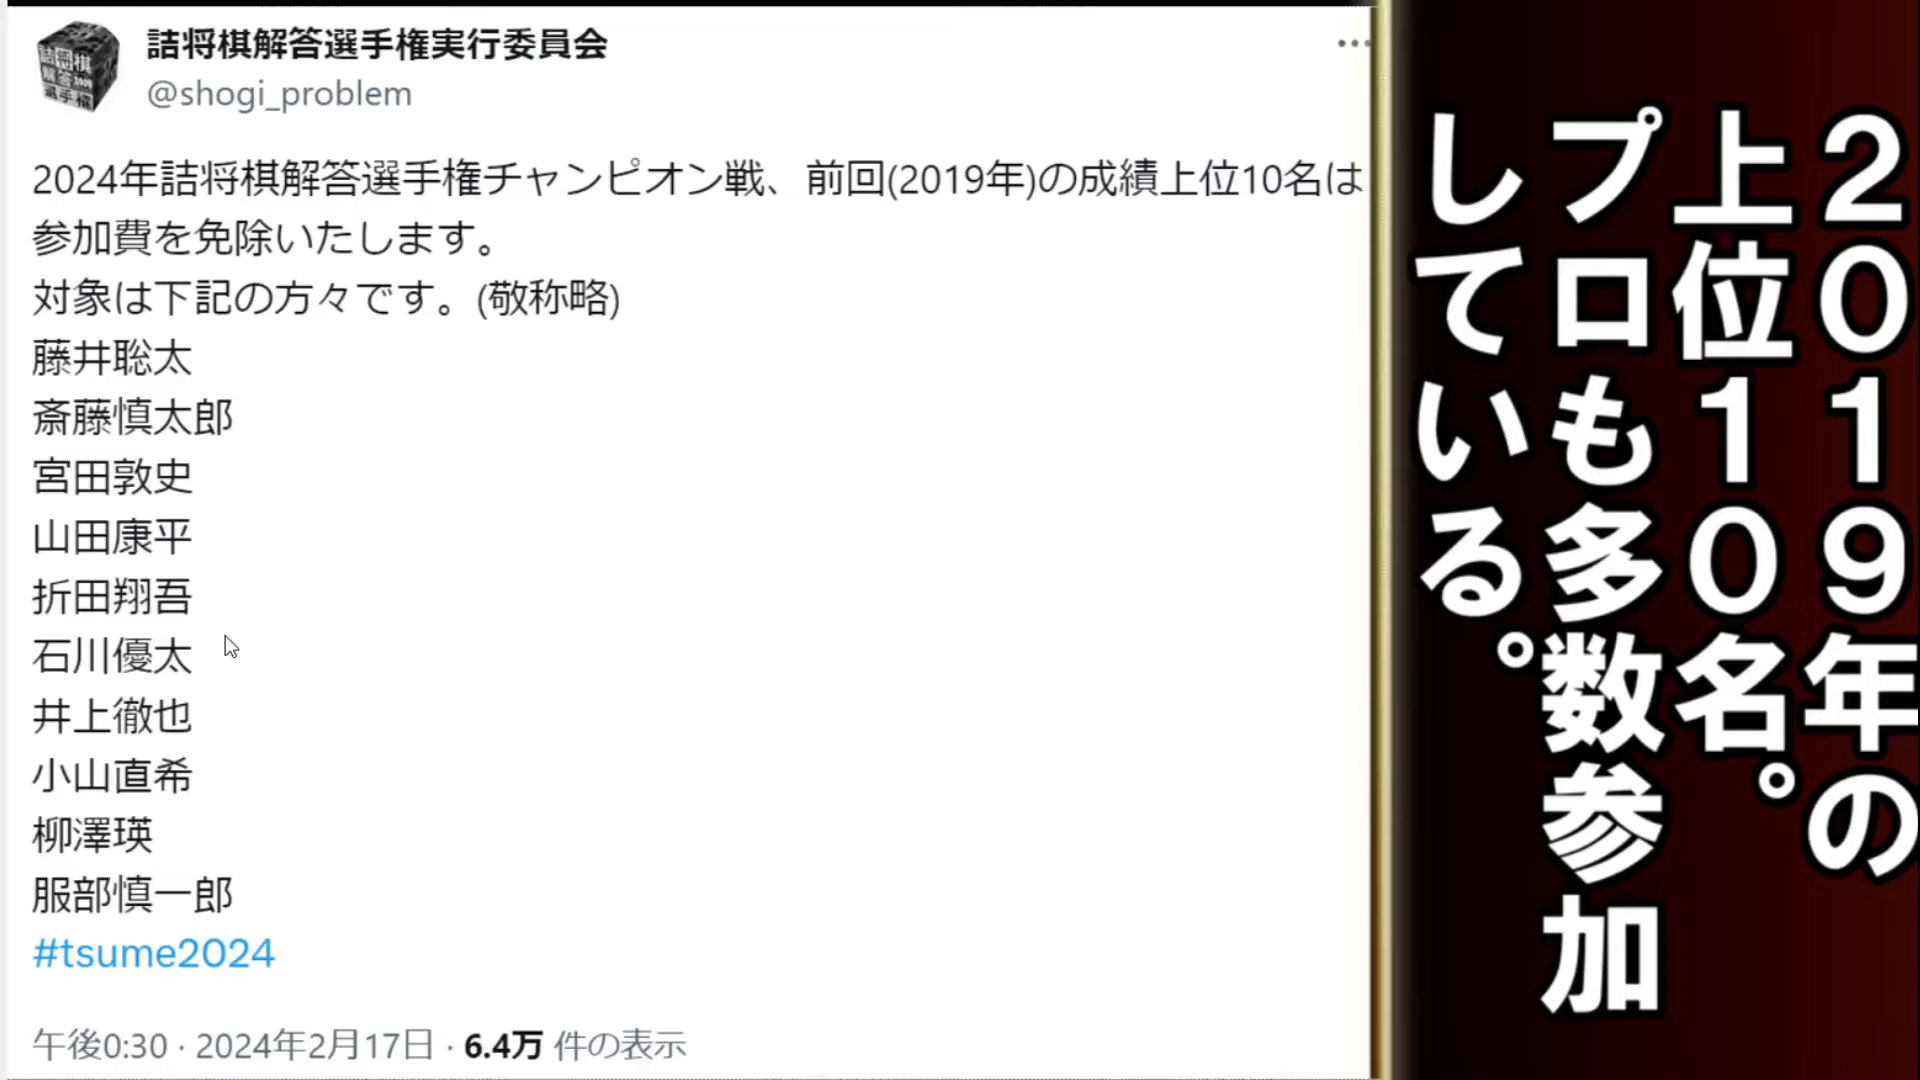 詰将棋解答選手権実行委員会
@shogi_problem
2024年詰将棋解答選手権チャンピオン戦、前回(2019年)の成績上位10名は
参加費を免除いたします。
対象は下記の方々です。(敬称略)
藤井聡太
斎藤慎太郎
宮田敦史
山田康平
折田翔吾
石川優太
井上徹也
小山直希
柳澤瑛
服部慎一郎
#tsume2024
午後0:30 · 2024年2月17日 · 6.4万 件の表示
2019年の
上位10名。
プロも多数参加
している。